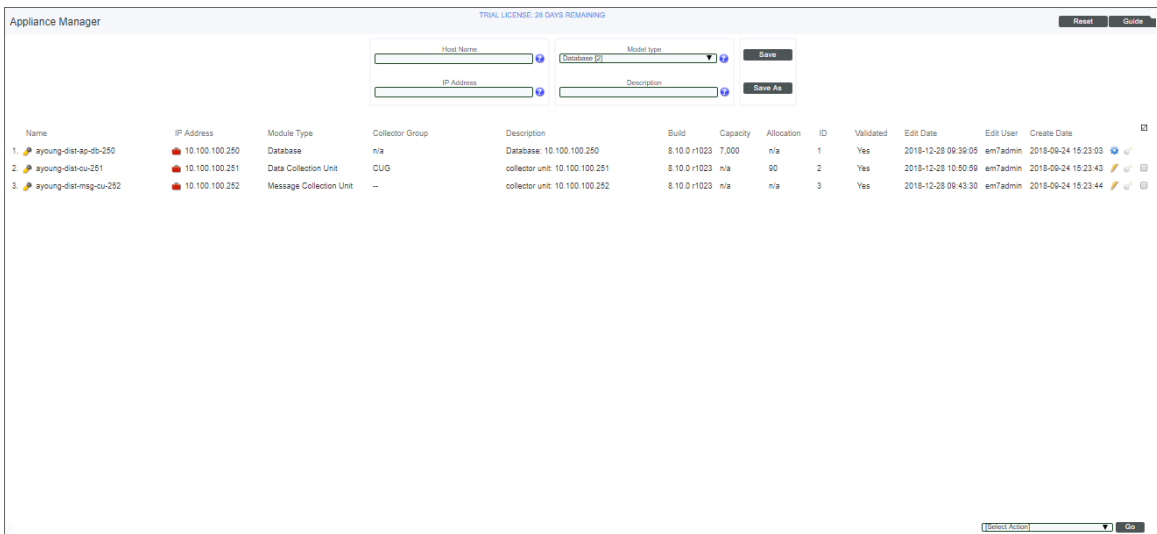 Appliance Manager
TRIAL LICENSE: 26 DAYS REMAINING
Reset Guide
Host Name
Model type
Database [2]
Save
IP Address
Description
Save As
Name IP Address Module Type Collector Group Description Build Capacity Allocation ID Validated Edit Date Edit User Create Date
1. ayoung-dist-ap-db-250 10.100.100.250 Database n/a Database: 10.100.100.250 8.10.0 r1023 7,000 n/a 1 Yes 2018-12-28 09:39:05 em7admin 2018-09-24 15:23:03
2. ayoung-dist-cu-251 10.100.100.251 Data Collection Unit CUG collector unit: 10.100.100.251 8.10.0 r1023 n/a 90 2 Yes 2018-12-28 10:50:59 em7admin 2018-09-24 15:23:43
3. ayoung-dist-msg-cu-252 10.100.100.252 Message Collection Unit -- collector unit: 10.100.100.252 8.10.0 r1023 n/a n/a 3 Yes 2018-12-28 09:43:30 em7admin 2018-09-24 15:23:44
[Select Action] Go